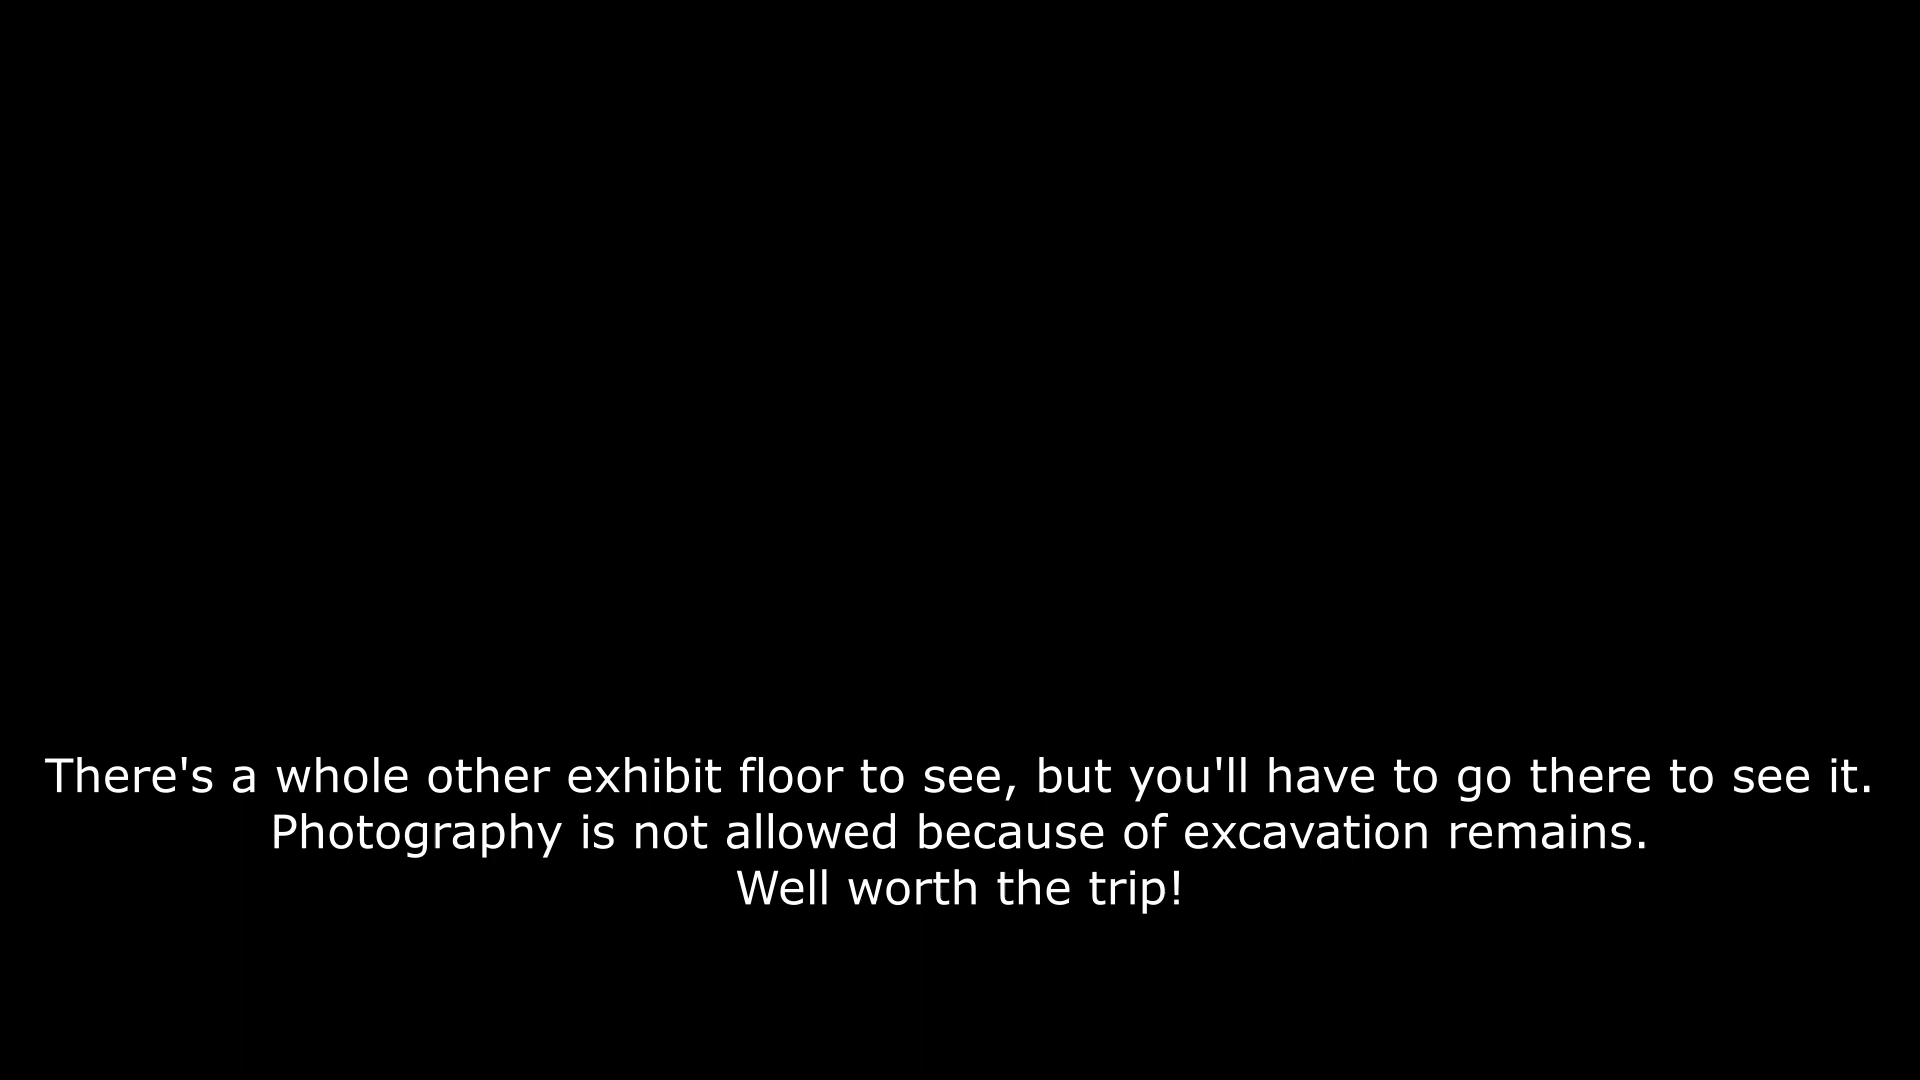 There's a whole other exhibit floor to see, but you'll have to go there to see it.
Photography is not allowed because of excavation remains.
Well worth the trip!